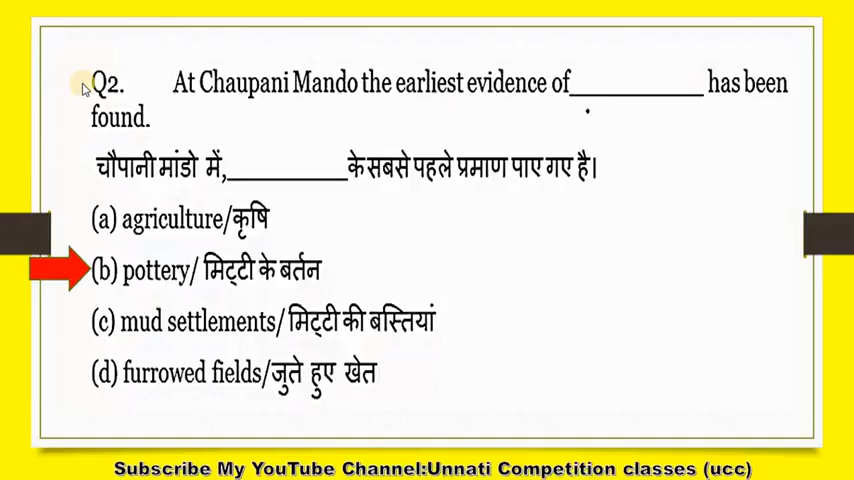 Q2. At Chaupani Mando the earliest evidence of___________ has been
found.
चौपानी मांडो में,___________के सबसे पहले प्रमाण पाए गए है।
(a) agriculture/कृषि
(b) pottery/ मिट्टी के बर्तन
(c) mud settlements/ मिट्टी की बस्तियां
(d) furrowed fields/जुते हुए खेत
Subscribe My YouTube Channel:Unnati Competition classes (ucc)